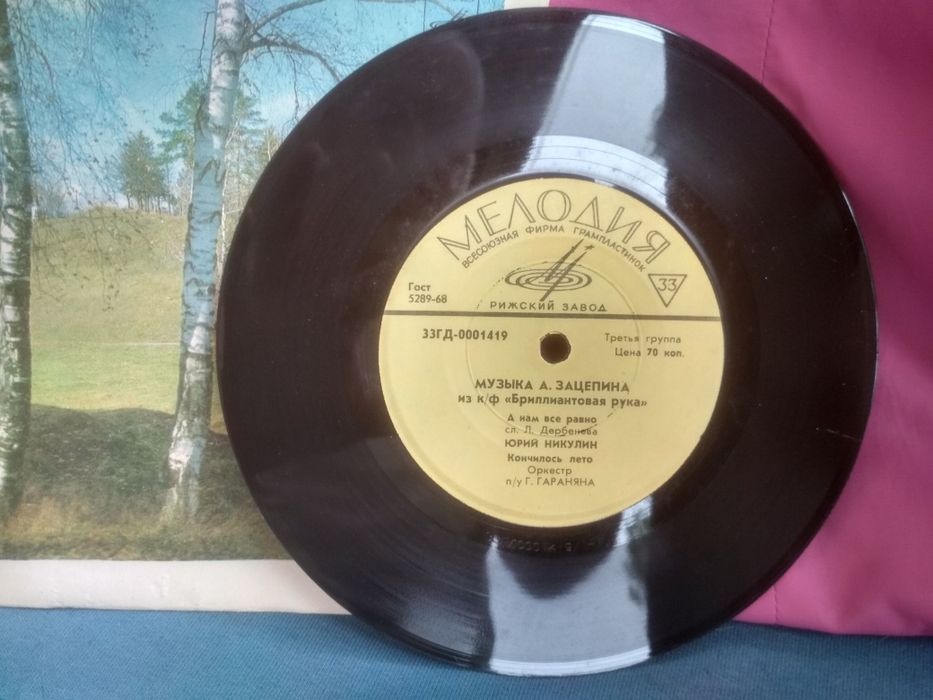 МЕЛОДИЯ
ВСЕСОЮЗНАЯ ФИРМА ГРАМПЛАСТИНОК
33
Гост
5289-68
РИЖСКИЙ ЗАВОД
33ГД-0001419
Третья группа
Цена 70 коп.
МУЗЫКА А. ЗАЦЕПИНА
из к/ф «Бриллиантовая рука»
А нам все равно
сл. Л. Дербенева
ЮРИЙ НИКУЛИН
Кончилось лето
Оркестр
п/у Г. ГАРАНЯНА